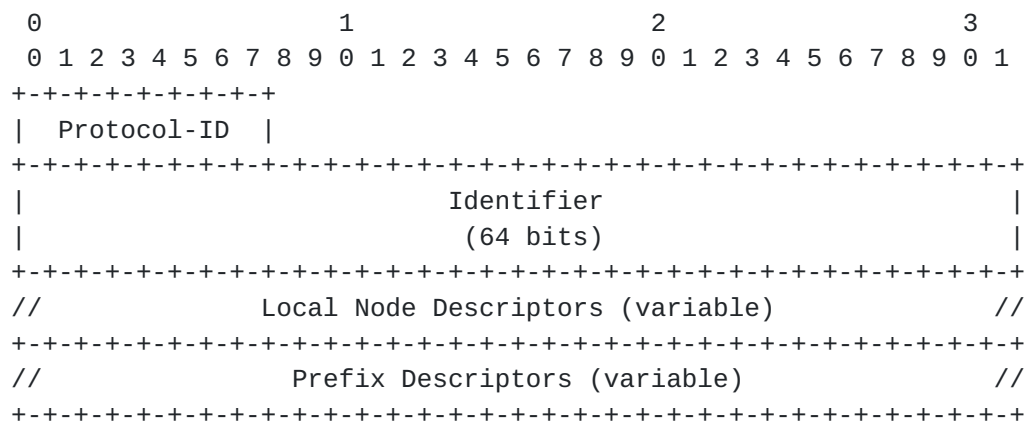 0                   1                   2                   3
 0 1 2 3 4 5 6 7 8 9 0 1 2 3 4 5 6 7 8 9 0 1 2 3 4 5 6 7 8 9 0 1
+-+-+-+-+-+-+-+-+
|  Protocol-ID  |
+-+-+-+-+-+-+-+-+-+-+-+-+-+-+-+-+-+-+-+-+-+-+-+-+-+-+-+-+-+-+-+-+
|                           Identifier                          |
|                            (64 bits)                          |
+-+-+-+-+-+-+-+-+-+-+-+-+-+-+-+-+-+-+-+-+-+-+-+-+-+-+-+-+-+-+-+-+
//              Local Node Descriptors (variable)              //
+-+-+-+-+-+-+-+-+-+-+-+-+-+-+-+-+-+-+-+-+-+-+-+-+-+-+-+-+-+-+-+-+
//                Prefix Descriptors (variable)                //
+-+-+-+-+-+-+-+-+-+-+-+-+-+-+-+-+-+-+-+-+-+-+-+-+-+-+-+-+-+-+-+-+